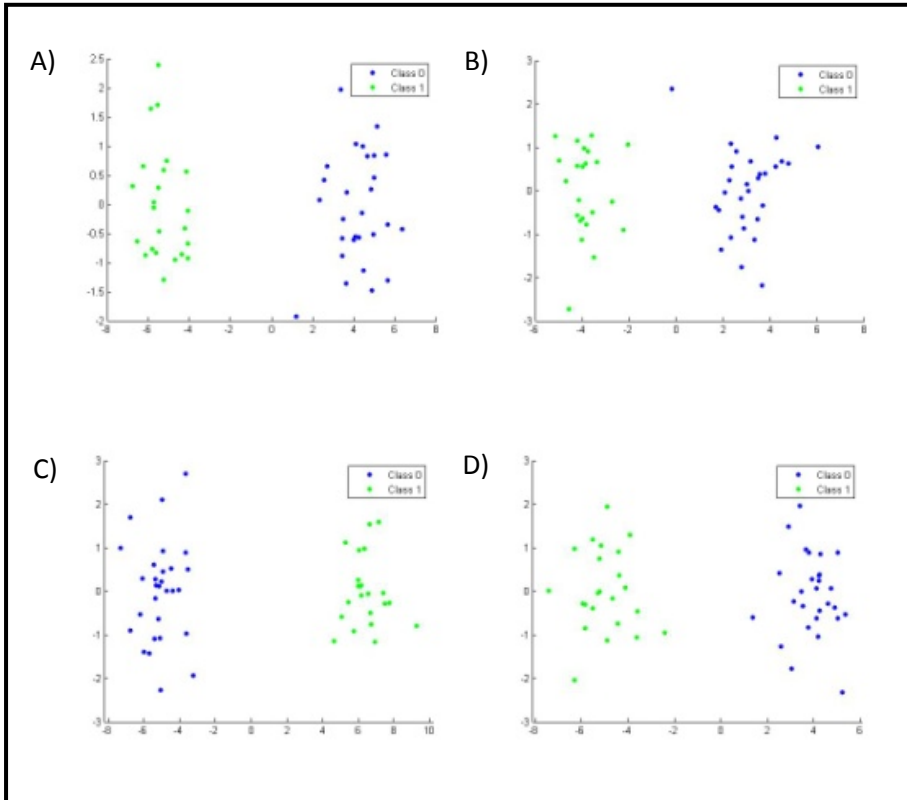 A)
2.5
2
1.5
1
0.5
0
-0.5
-1
-1.5
-2
-8 -6 -4 -2 0 2 4 6 8
Class 0
Class 1
B)
3
2
1
0
-1
-2
-3
-6 -4 -2 0 2 4 6 8
Class 0
Class 1
C)
3
2
1
0
-1
-2
-3
-8 -6 -4 -2 0 2 4 6 8 10
Class 0
Class 1
D)
3
2
1
0
-1
-2
-3
-8 -6 -4 -2 0 2 4 6
Class 0
Class 1